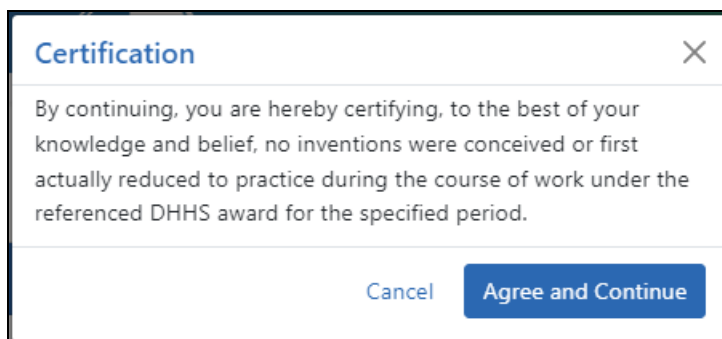 Certification
By continuing, you are hereby certifying, to the best of your
knowledge and belief, no inventions were conceived or first
actually reduced to practice during the course of work under the
referenced DHHS award for the specified period.
Cancel
Agree and Continue